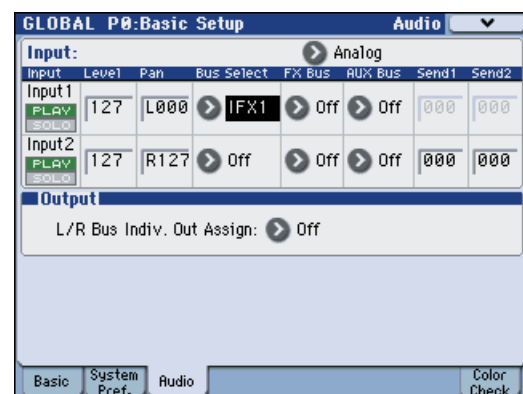 GLOBAL P0:Basic Setup Audio
Input: Analog
Input Level Pan Bus Select FX Bus AUX Bus Send1 Send2
Input1
PLAY 127 L000 IFX1 Off Off 000 000
SOLO
Input2
PLAY 127 R127 Off Off Off 000 000
SOLO
Output
L/R Bus Indiv. Out Assign: Off
Basic System Pref. Audio Color Check